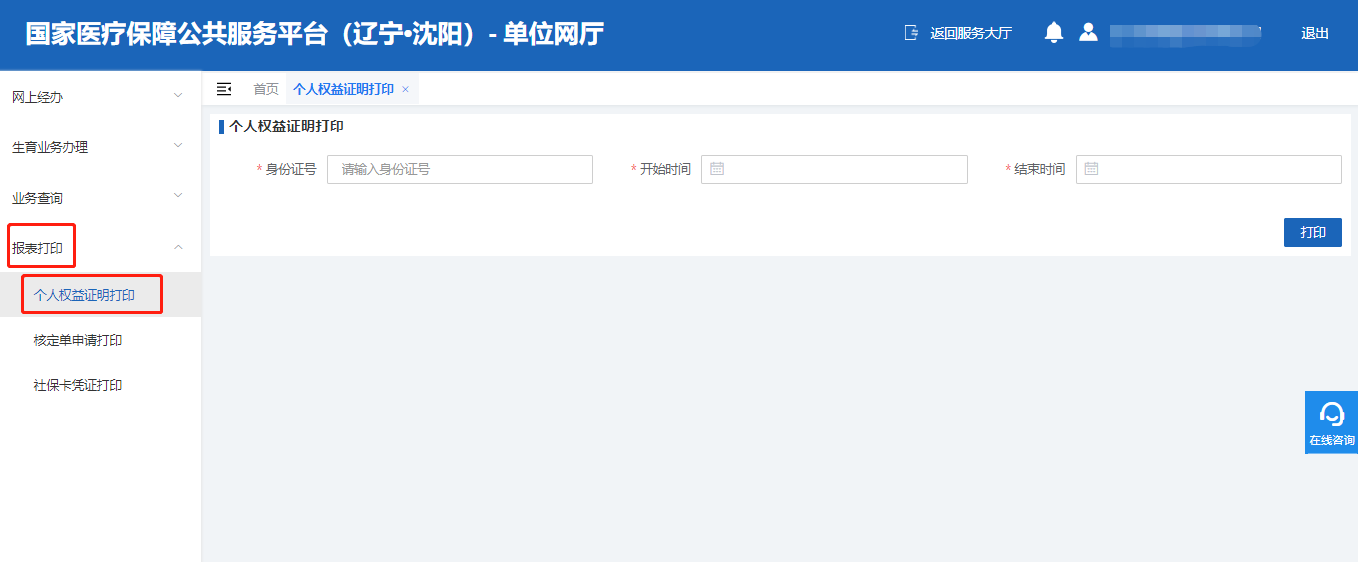 国家医疗保障公共服务平台（辽宁•沈阳）- 单位网厅
返回服务大厅
退出
网上经办
生育业务办理
业务查询
报表打印
个人权益证明打印
核定单申请打印
社保卡凭证打印
首页 个人权益证明打印 ×
个人权益证明打印
* 身份证号 请输入身份证号 * 开始时间 * 结束时间
打印
在线咨询